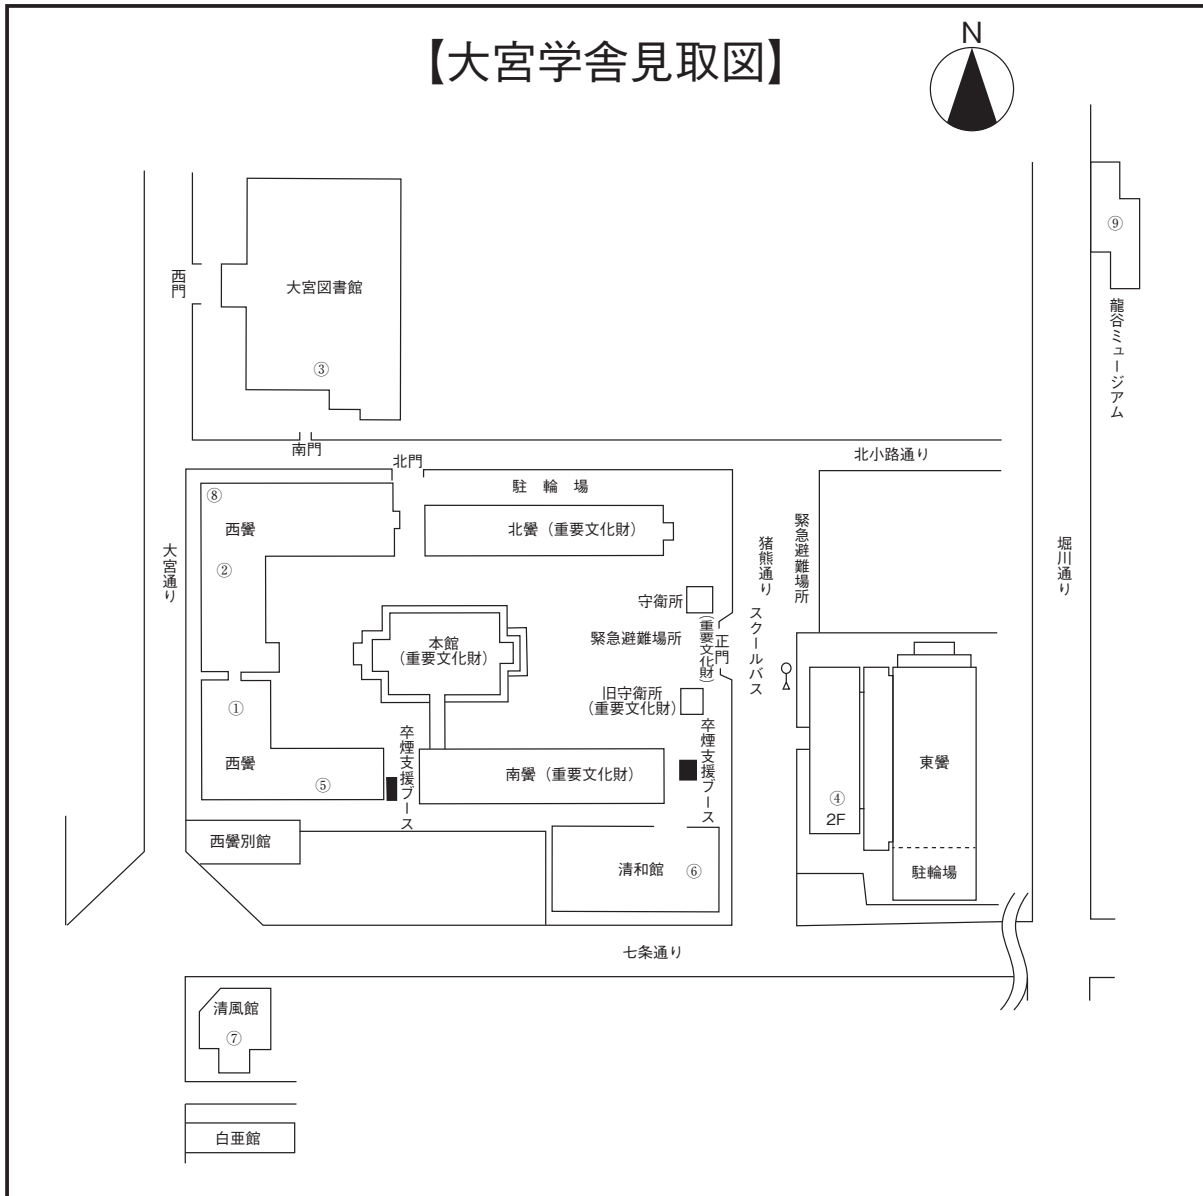 【大宮学舎見取図】
N
⑨
西門
大宮図書館
③
龍谷ミュージアム
南門
北門
北小路通り
駐輪場
⑧
西黌
北黌（重要文化財）
②
大宮通り
猪熊通り
緊急避難場所
堀川通り
守衛所
緊急避難場所
（重要文化財）
正門
スクールバス
本館
（重要文化財）
旧守衛所
（重要文化財）
①
西黌
⑤
卒煙支援ブース
南黌（重要文化財）
卒煙支援ブース
東黌
④
2F
西黌別館
清和館
⑥
駐輪場
七条通り
清風館
⑦
白亜館